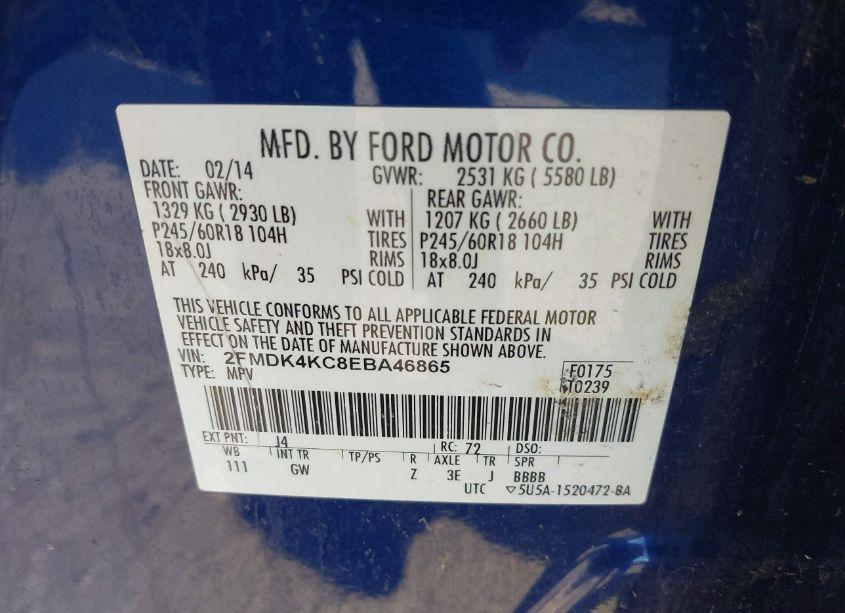 MFD. BY FORD MOTOR CO.
DATE: 02/14 GVWR: 2531 KG ( 5580 LB)
FRONT GAWR: REAR GAWR:
1329 KG ( 2930 LB) WITH 1207 KG ( 2660 LB) WITH
P245/60R18 104H TIRES P245/60R18 104H TIRES
18x8.0J RIMS 18x8.0J RIMS
AT 240 kPa/ 35 PSI COLD AT 240 kPa/ 35 PSI COLD
THIS VEHICLE CONFORMS TO ALL APPLICABLE FEDERAL MOTOR
VEHICLE SAFETY AND THEFT PREVENTION STANDARDS IN
EFFECT ON THE DATE OF MANUFACTURE SHOWN ABOVE.
VIN: 2FMDK4KC8EBA46865 F0175
TYPE: MPV T0239
EXT PNT: J4 RC: 72 DSO:
WB INT TR TP/PS R AXLE TR SPR
111 GW Z 3E J BBBB
UTC ▽5U5A-1520472-BA